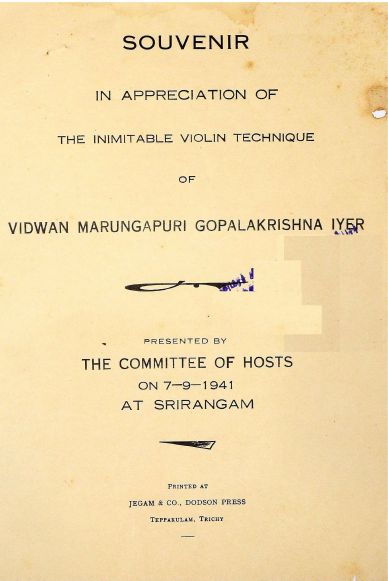 SOUVENIR
IN APPRECIATION OF
THE INIMITABLE VIOLIN TECHNIQUE
OF
VIDWAN MARUNGAPURI GOPALAKRISHNA IYER
PRESENTED BY
THE COMMITTEE OF HOSTS
ON 7—9—1941
AT SRIRANGAM
PRINTED AT
JEGAM & CO., DODSON PRESS
TEPPAKULAM, TRICHY